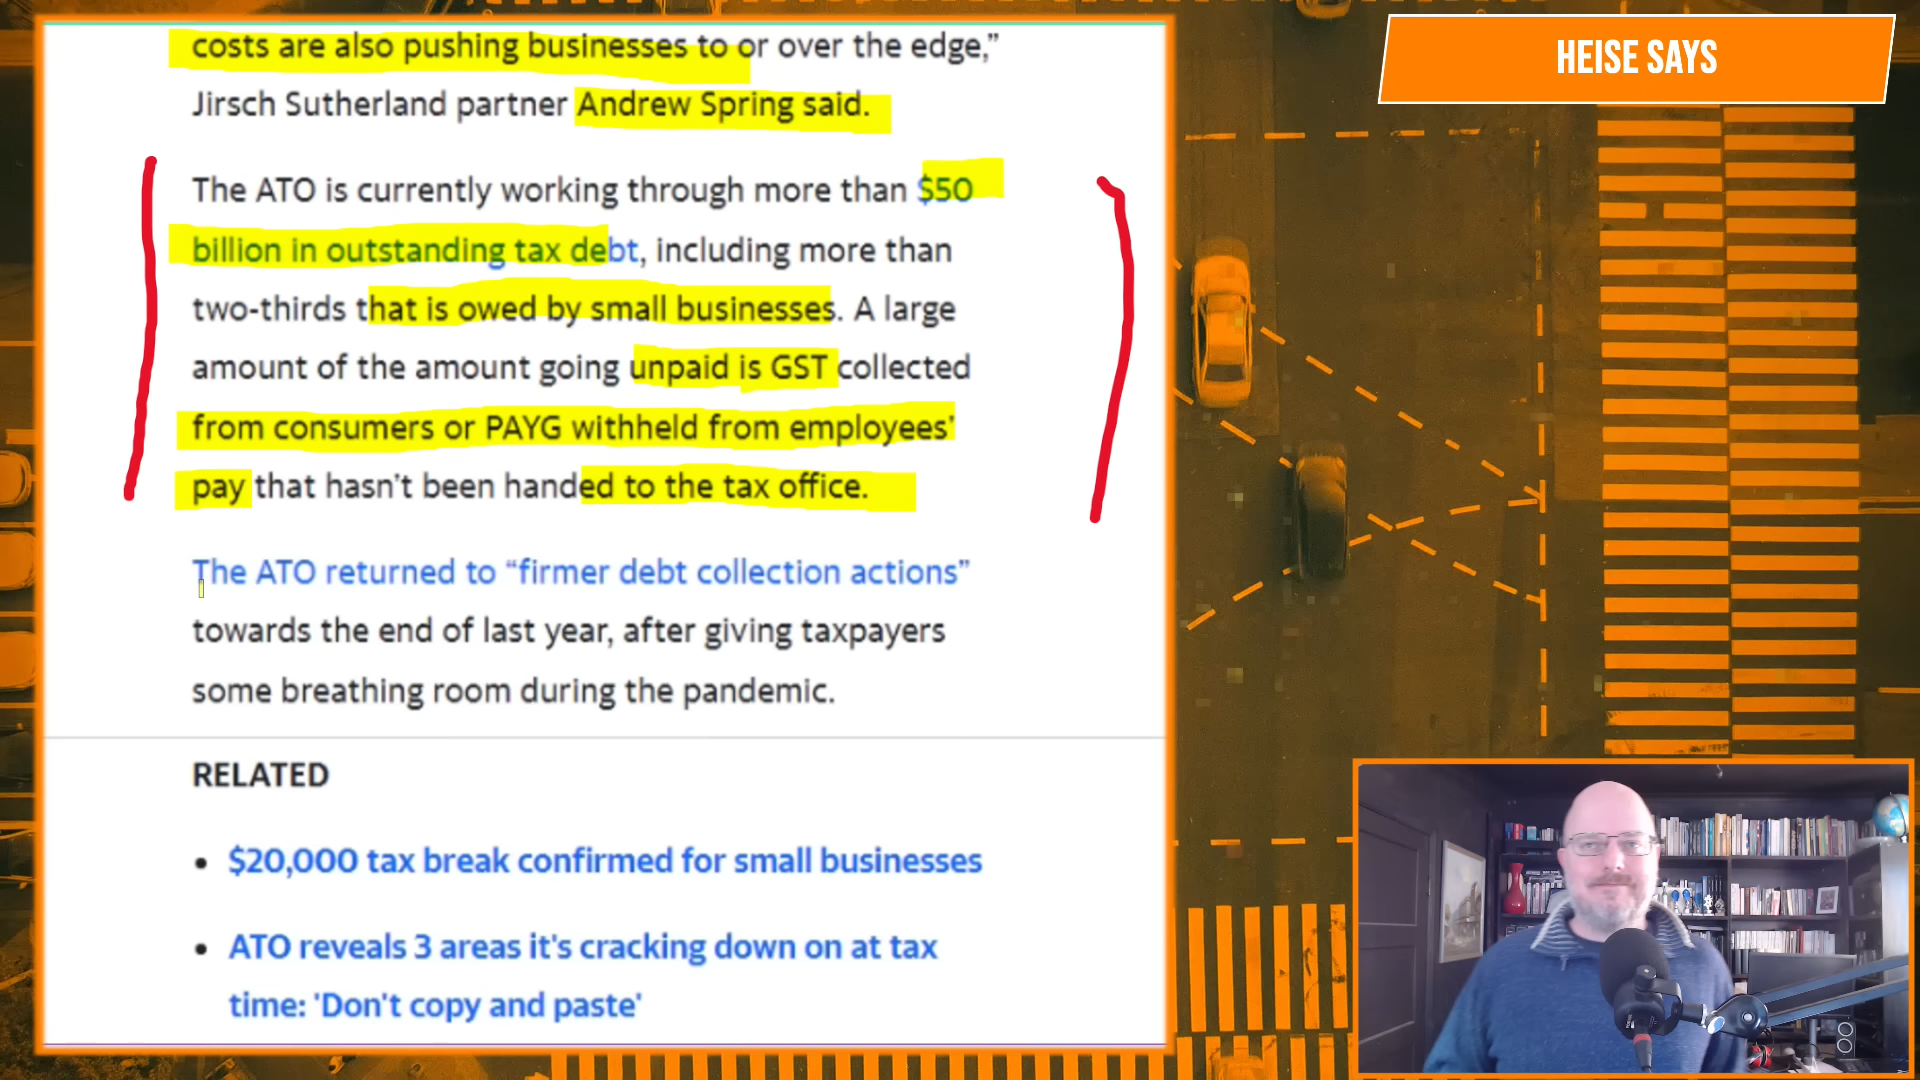 costs are also pushing businesses to or over the edge,”
Jirsch Sutherland partner Andrew Spring said.
The ATO is currently working through more than $50
billion in outstanding tax debt, including more than
two-thirds that is owed by small businesses. A large
amount of the amount going unpaid is GST collected
from consumers or PAYG withheld from employees’
pay that hasn’t been handed to the tax office.
The ATO returned to “firmer debt collection actions”
towards the end of last year, after giving taxpayers
some breathing room during the pandemic.
RELATED
• $20,000 tax break confirmed for small businesses
• ATO reveals 3 areas it's cracking down on at tax
time: 'Don't copy and paste'
HEISE SAYS